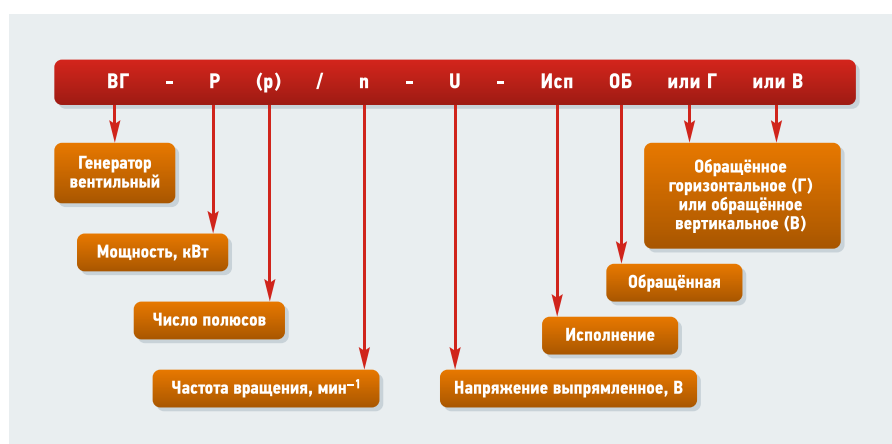 ВГ - Р (р) / n - U - Исп ОБ или Г или В
Генератор
вентильный
Обращённое
горизонтальное (Г)
или обращённое
вертикальное (В)
Мощность, кВт
Обращённая
Число полюсов
Исполнение
Частота вращения, мин⁻¹
Напряжение выпрямленное, В